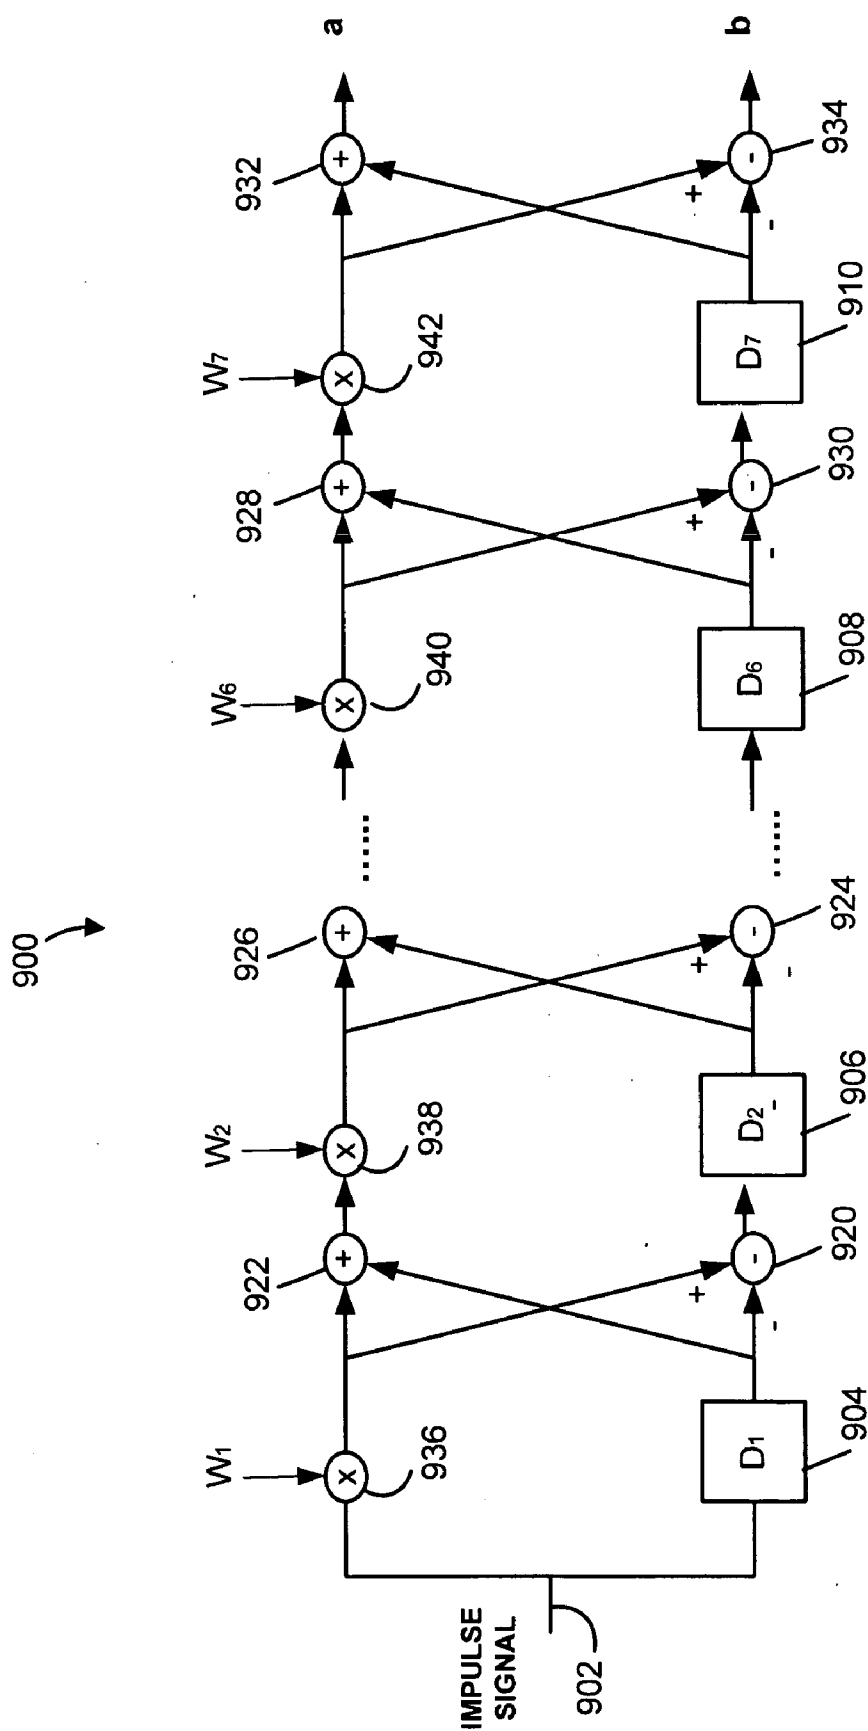 900
W1 W2 W6 W7
922 926 928 932
X + X + X + X + a
936 938 940 942
IMPULSE
SIGNAL
902
+ + + +
D1 - D2 - D6 - D7 - b
- - - - -
904 920 906 924 908 930 910 934
...... ......